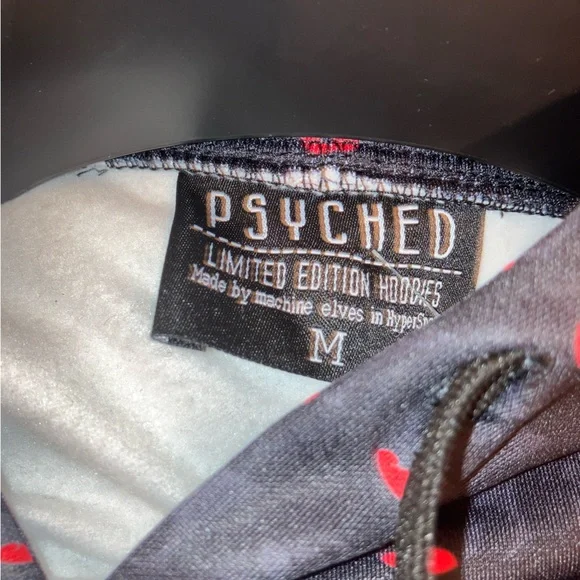 PSYCHED
LIMITED EDITION HOODIES
Made by machine elves in
M